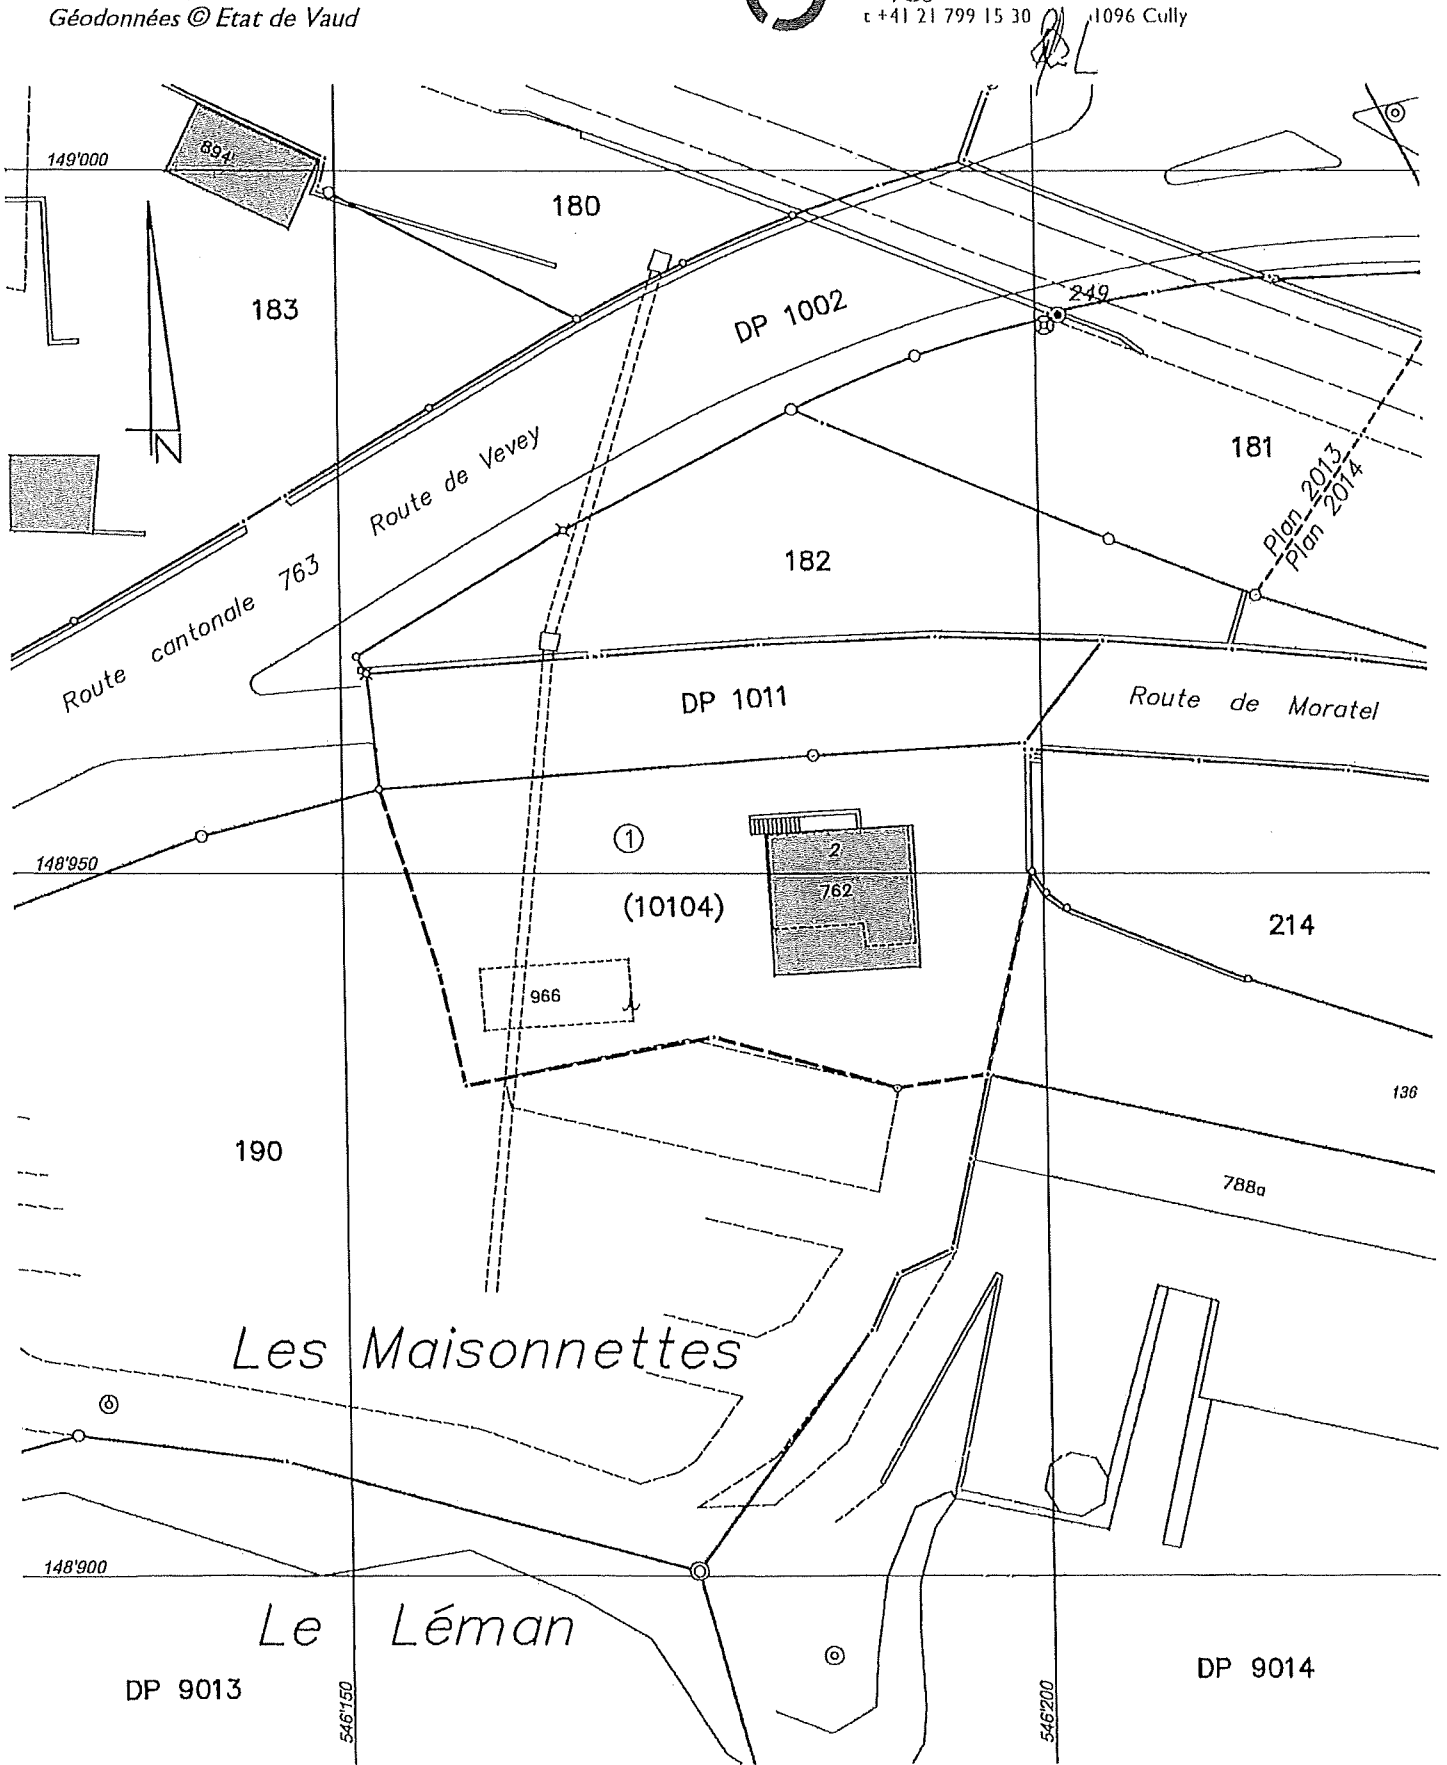 Géodonnées © Etat de Vaud
t +41 21 799 15 30
1096 Cully
149'000
894
180
183
DP 1002
249
181
Route de Vevey
Plan 2013
Plan 2014
182
Route cantonale 763
N
DP 1011
Route de Moratel
1
148'950
2
762
(10104)
214
966
136
190
788a
Les Maisonnettes
148'900
Le Léman
DP 9013
546'150
546'200
DP 9014